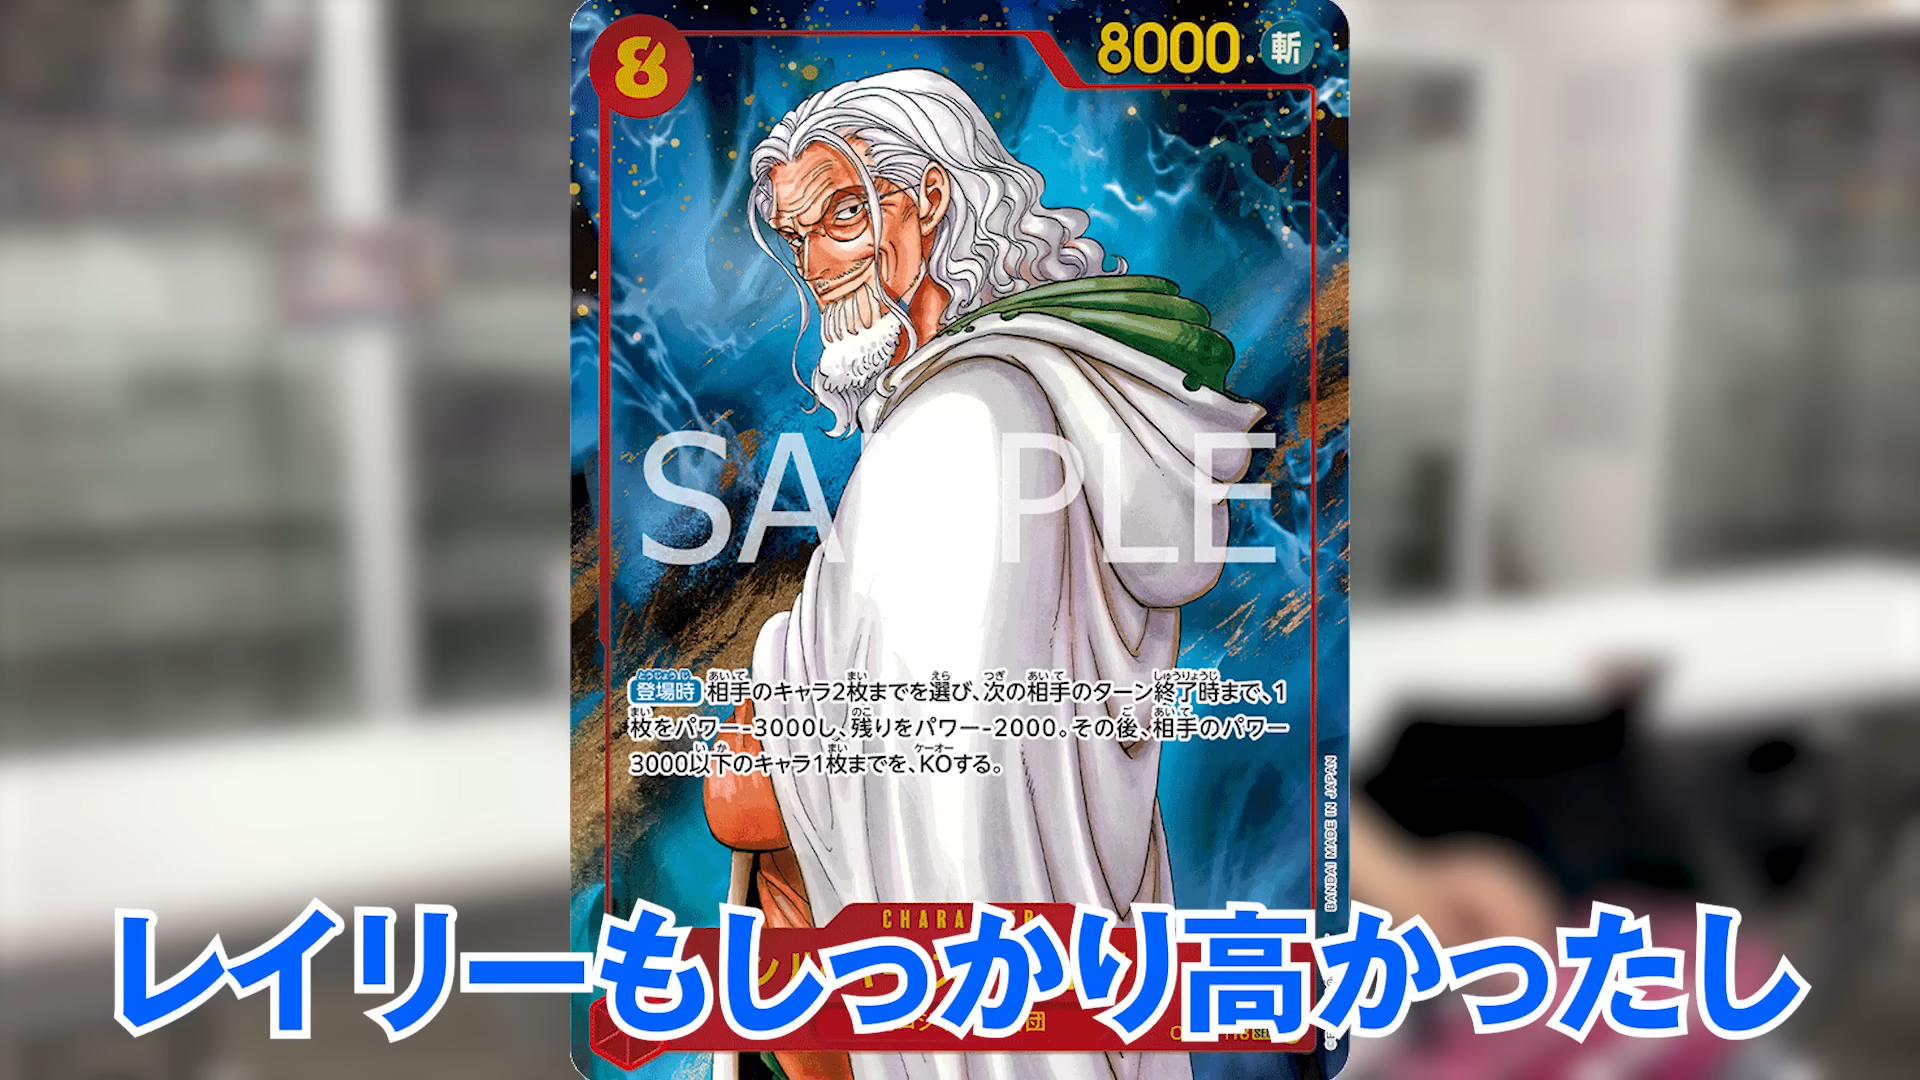 8
8000 斬
SAMPLE
登場時 相手のキャラ2枚までを選び、次の相手のターン終了時まで、1
枚をパワー-3000し、残りをパワー-2000。その後、相手のパワー
3000以下のキャラ1枚までを、KOする。
BANDAI MADE IN JAPAN
レイリーもしっかり高かったし